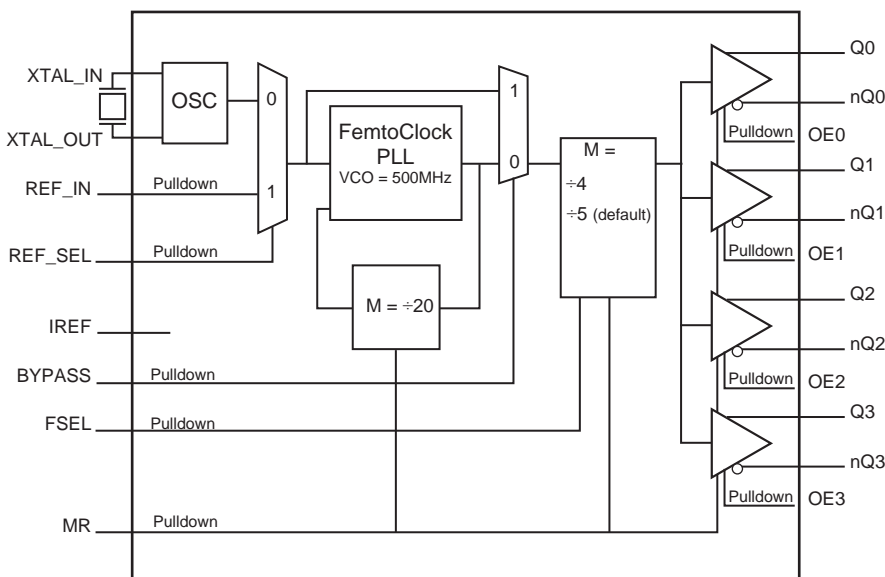 XTAL_IN
XTAL_OUT
OSC
0
1
REF_IN
Pulldown
REF_SEL
Pulldown
IREF
BYPASS
Pulldown
FSEL
Pulldown
MR
Pulldown
FemtoClock
PLL
VCO = 500MHz
M = ÷20
1
0
M =
÷4
÷5 (default)
Q0
nQ0
Pulldown
OE0
Q1
nQ1
Pulldown
OE1
Q2
nQ2
Pulldown
OE2
Q3
nQ3
Pulldown
OE3